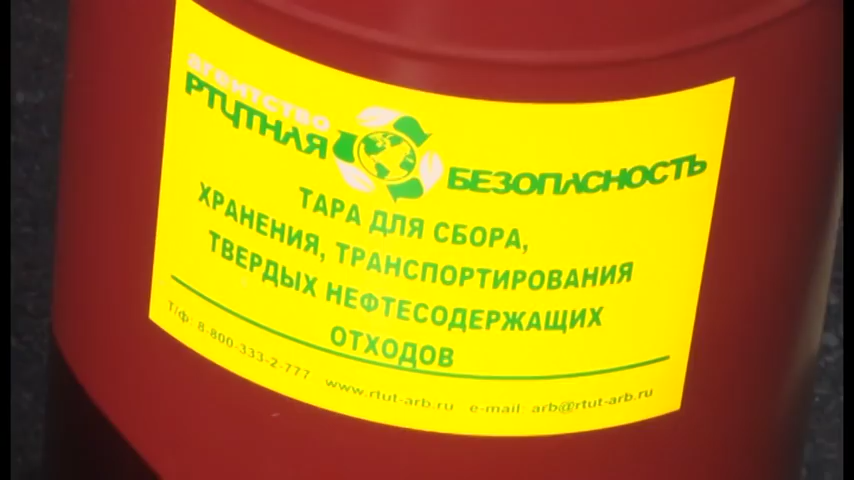 агентство
РТУТНАЯ БЕЗОПАСНОСТЬ
ТАРА ДЛЯ СБОРА,
ХРАНЕНИЯ, ТРАНСПОРТИРОВАНИЯ
ТВЕРДЫХ НЕФТЕСОДЕРЖАЩИХ
ОТХОДОВ
Т/ф: 8-800-333-2-777 www.rtut-arb.ru e-mail: arb@rtut-arb.ru